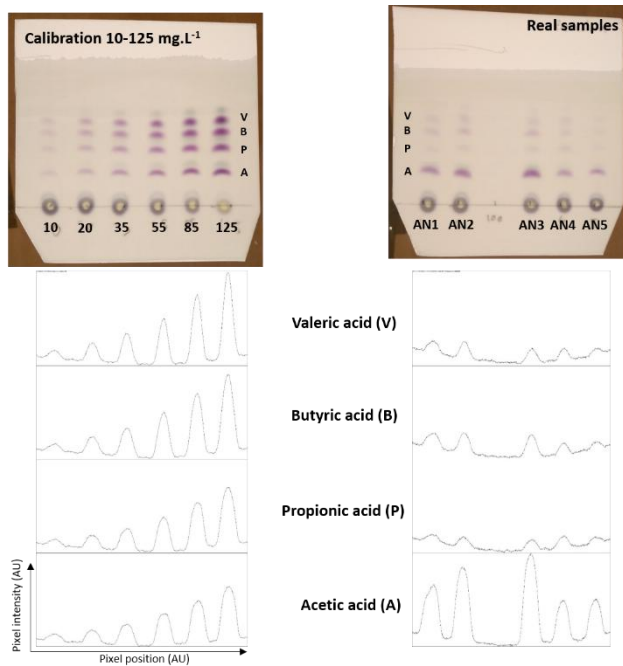 Calibration 10-125 mg.L⁻¹
V
B
P
A
10 20 35 55 85 125
Real samples
V
B
P
A
AN1 AN2 AN3 AN4 AN5
Valeric acid (V)
Butyric acid (B)
Propionic acid (P)
Acetic acid (A)
Pixel intensity (AU)
Pixel position (AU)